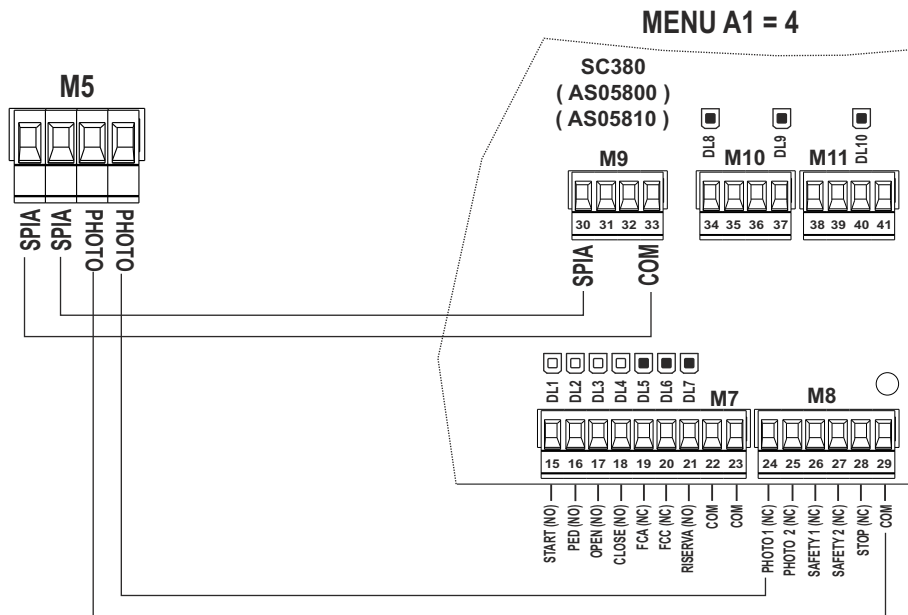 MENU A1 = 4
SC380
( AS05800 )
( AS05810 )
M5
SPIA
SPIA
PHOTO
PHOTO
DL8
DL9
DL10
M9
M10
M11
30 31 32 33
34 35 36 37
38 39 40 41
SPIA
COM
DL1
DL2
DL3
DL4
DL5
DL6
DL7
M7
M8
15 16 17 18 19 20 21 22 23
24 25 26 27 28 29
START (NO)
PED (NO)
OPEN (NO)
CLOSE (NO)
FCA (NC)
FCC (NC)
RISERVA (NO)
COM
COM
PHOTO 1 (NC)
PHOTO 2 (NC)
SAFETY 1 (NC)
SAFETY 2 (NC)
STOP (NC)
COM